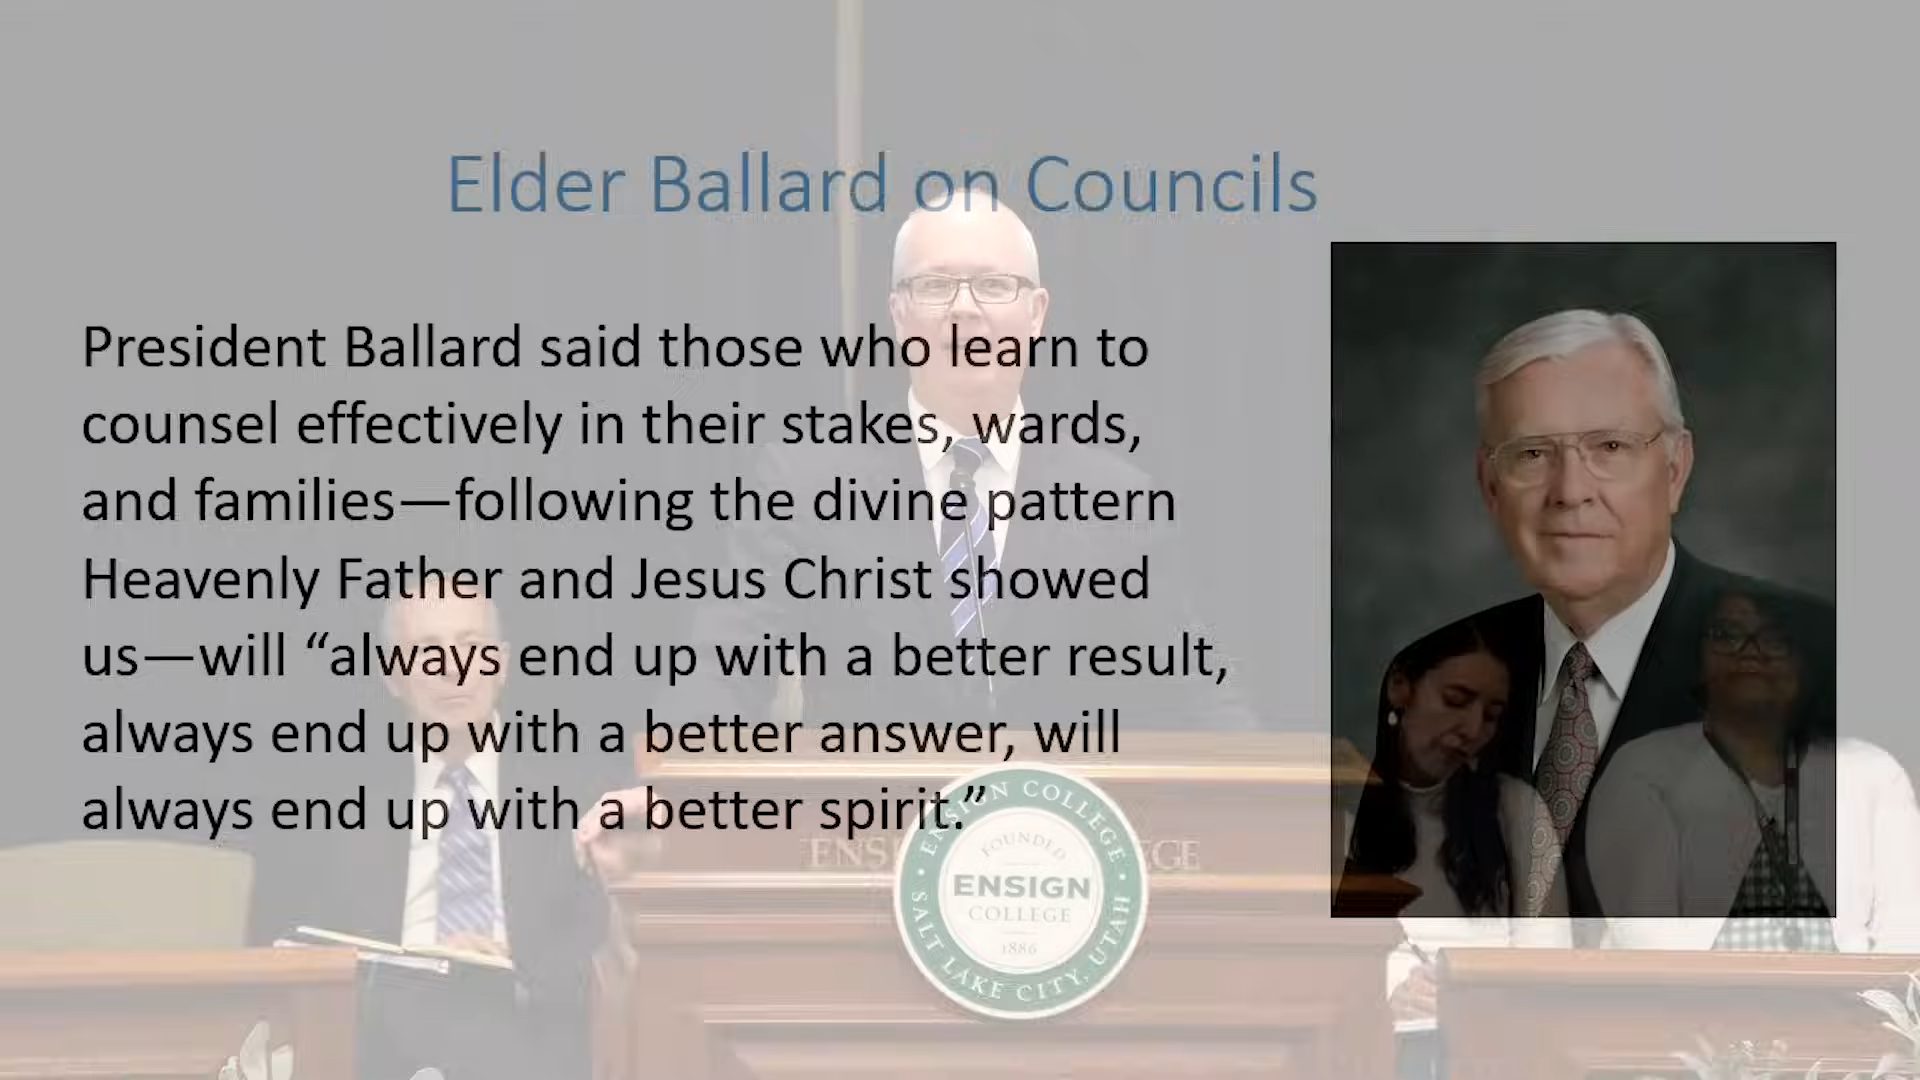 Elder Ballard on Councils
President Ballard said those who learn to
counsel effectively in their stakes, wards,
and families—following the divine pattern
Heavenly Father and Jesus Christ showed
us—will “always end up with a better result,
always end up with a better answer, will
always end up with a better spirit.”
ENS EGE
ENSIGN COLLEGE
FOUNDED
ENSIGN
COLLEGE
1886
SALT LAKE CITY, UTAH